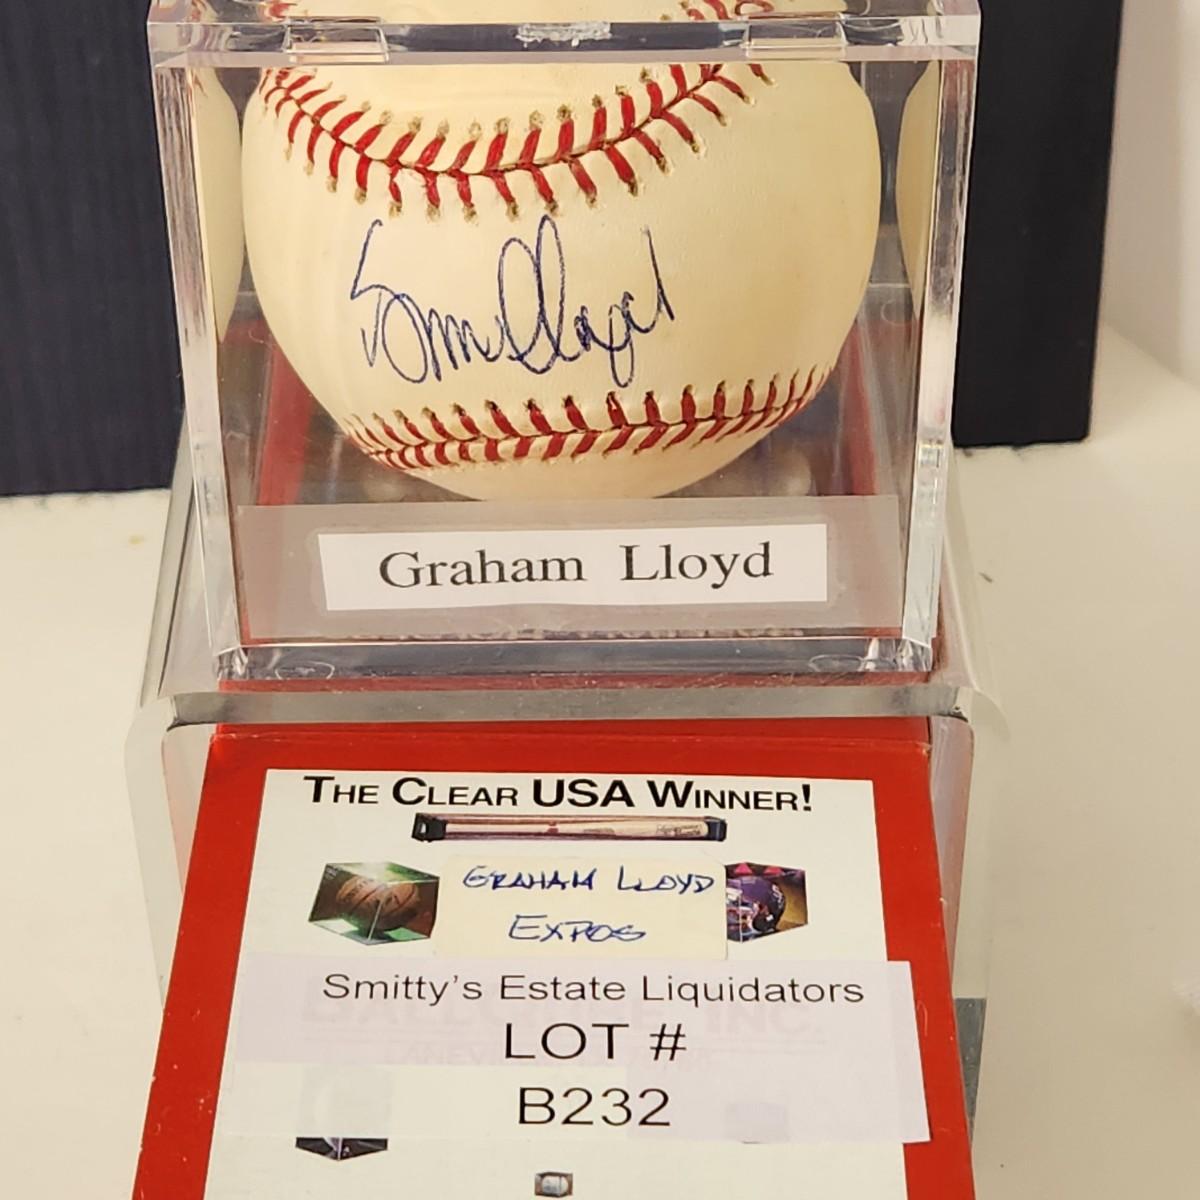 Graham Lloyd
THE CLEAR USA WINNER!
GRAHAM LLOYD
EXPOS
Smitty's Estate Liquidators
LOT #
B232